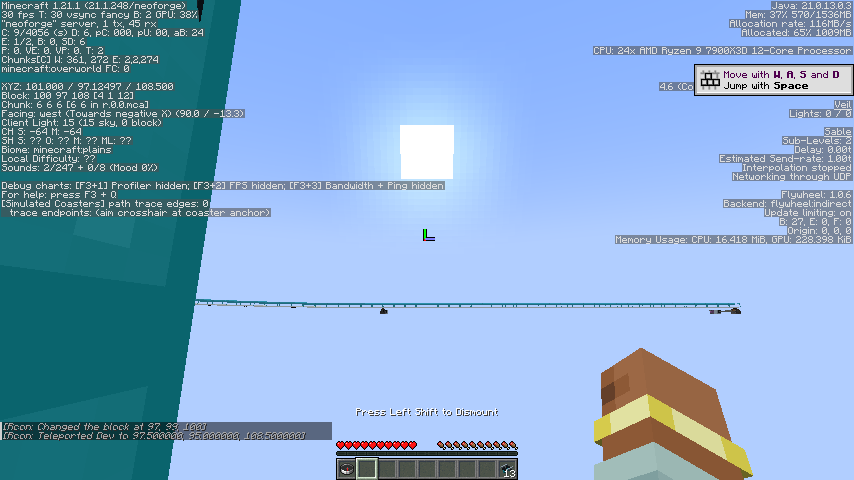 Minecraft 1.21.1 (21.1.248/neoforge)
30 fps T: 30 vsync fancy B: 2 GPU: 38%
"neoforge" server, 1 tx, 45 rx
C: 9/4056 (s) D: 6, pC: 000, pU: 00, aB: 24
E: 1/2, B: 0, SD: 6
P: 0. VE: 0. VP: 0. T: 2
Chunks[C] W: 361, 272 E: 2,2,274
minecraft:overworld FC: 0
XYZ: 101.000 / 97.12497 / 108.500
Block: 100 97 108 [4 1 12]
Chunk: 6 6 6 [6 6 in r.0.0.mca]
Facing: west (Towards negative X) (90.0 / -13.3)
Client Light: 15 (15 sky, 0 block)
CH S: -64 M: -64
SH S: ?? O: ?? M: ?? ML: ??
Biome: minecraft:plains
Local Difficulty: ??
Sounds: 2/247 + 0/8 (Mood 0%)
Debug charts: [F3+1] Profiler hidden; [F3+2] FPS hidden; [F3+3] Bandwidth + Ping hidden
For help: press F3 + Q
[Simulated Coasters] path trace edges: 0
trace endpoints: (aim crosshair at coaster anchor)
Java: 21.0.13.0.3
Mem: 37% 570/1536MB
Allocation rate: 116MB/s
Allocated: 65% 1009MB
CPU: 24x AMD Ryzen 9 7900X3D 12-Core Processor
Move with W, A, S and D
Jump with Space
4.6 (Co
Veil
Lights: 0 / 0
Sable
Sub-Levels: 2
Delay: 0.00t
Estimated Send-rate: 1.00t
Interpolation stopped
Networking through UDP
Flywheel: 1.0.6
Backend: flywheel:indirect
Update limiting: on
B: 27, E: 0, F: 0
Origin: 0, 0, 0
Memory Usage: CPU: 16.418 MiB, GPU: 228.398 KiB
Press Left Shift to Dismount
[Rcon: Changed the block at 97, 99, 100]
[Rcon: Teleported Dev to 97.500000, 95.000000, 106.500000]
13